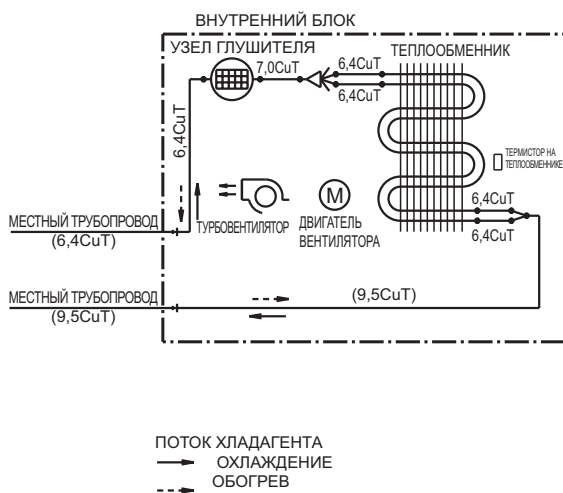 ВНУТРЕННИЙ БЛОК
УЗЕЛ ГЛУШИТЕЛЯ
ТЕПЛООБМЕННИК
7,0CuT
6,4CuT
6,4CuT
6,4CuT
ТЕРМИСТОР НА
ТЕПЛООБМЕННИКЕ
M
6,4CuT
6,4CuT
МЕСТНЫЙ ТРУБОПРОВОД
(6,4CuT)
ТУРБОВЕНТИЛЯТОР
ДВИГАТЕЛЬ
ВЕНТИЛЯТОРА
МЕСТНЫЙ ТРУБОПРОВОД
(9,5CuT)
(9,5CuT)
ПОТОК ХЛАДАГЕНТА
ОХЛАЖДЕНИЕ
ОБОГРЕВ